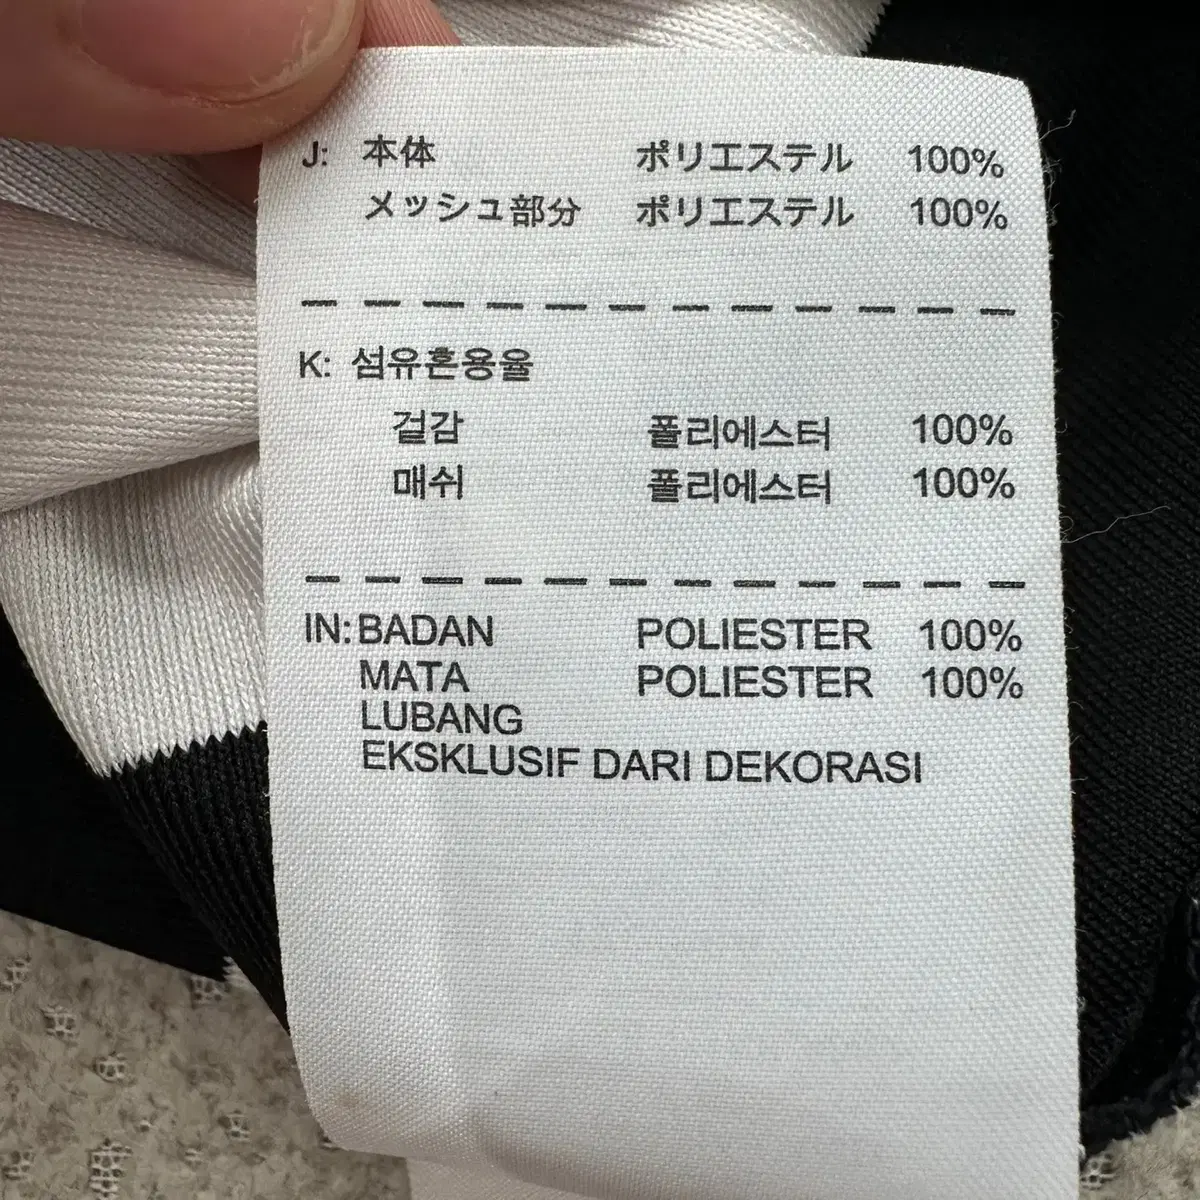 J: 本体 ポリエステル 100%
メッシュ部分 ポリエステル 100%
K: 섬유혼용율
걸감 폴리에스터 100%
매쉬 폴리에스터 100%
IN: BADAN POLIESTER 100%
MATA POLIESTER 100%
LUBANG
EKSKLUSIF DARI DEKORASI